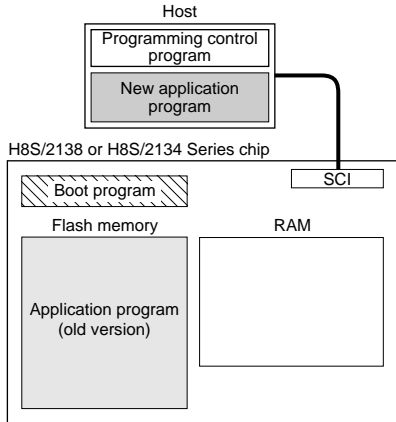 Host
Programming control
program
New application
program
H8S/2138 or H8S/2134 Series chip
SCI
Boot program
Flash memory
RAM
Application program
(old version)